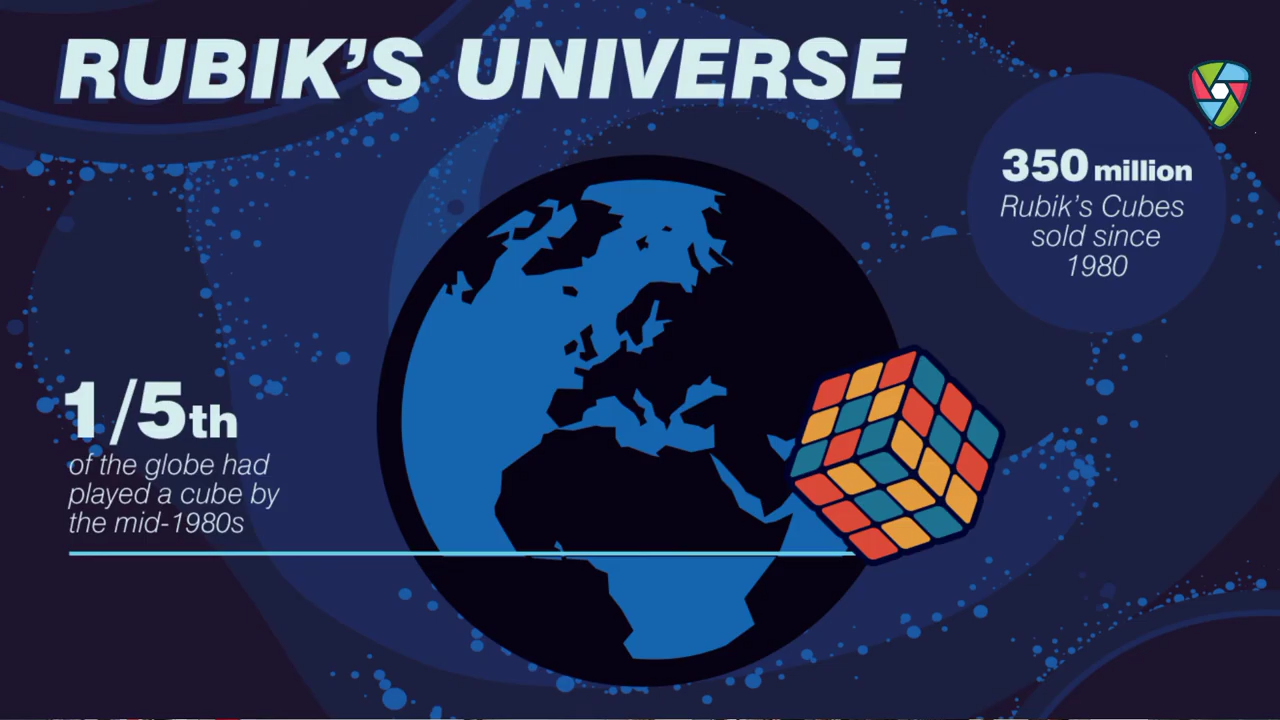 RUBIK'S UNIVERSE
350 million
Rubik's Cubes
sold since
1980
1/5th
of the globe had
played a cube by
the mid-1980s